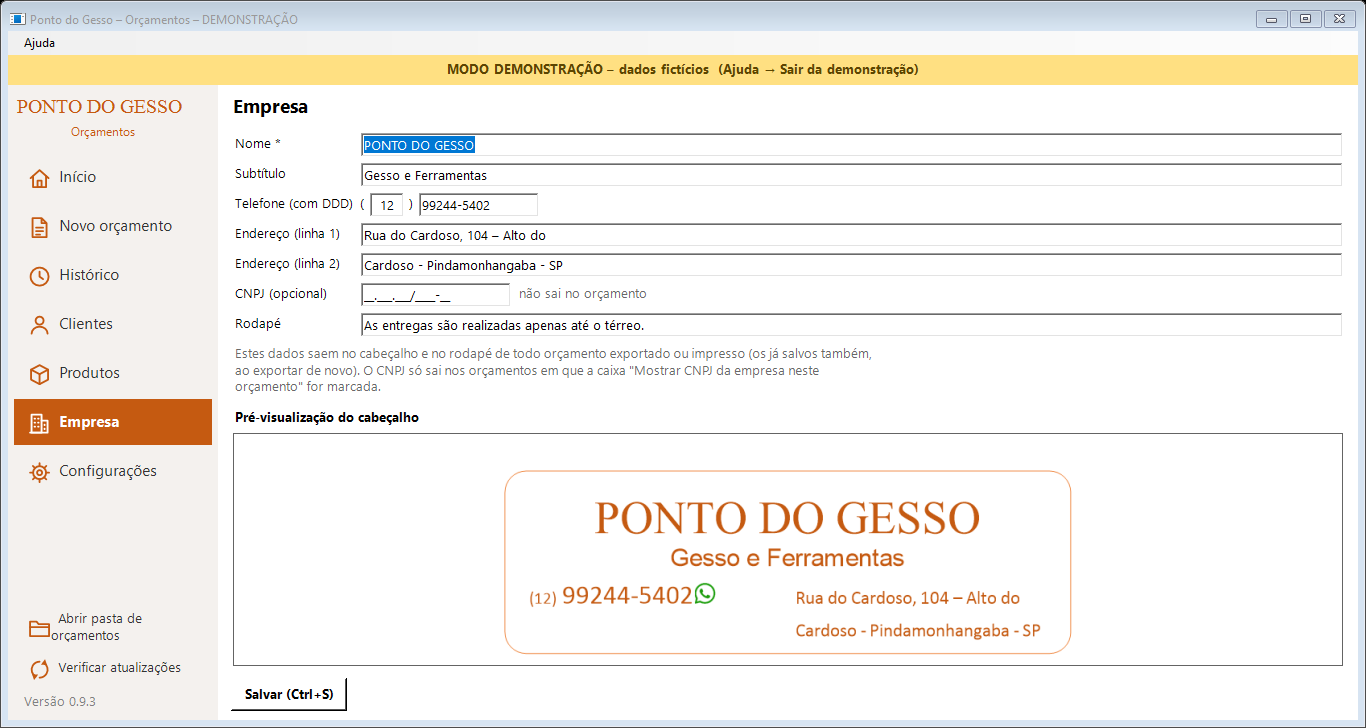 Ponto do Gesso – Orçamentos – DEMONSTRAÇÃO
Ajuda
MODO DEMONSTRAÇÃO – dados fictícios (Ajuda → Sair da demonstração)
PONTO DO GESSO
Orçamentos
Início
Novo orçamento
Histórico
Clientes
Produtos
Empresa
Configurações
Abrir pasta de
orçamentos
Verificar atualizações
Versão 0.9.3
Empresa
Nome * PONTO DO GESSO
Subtítulo Gesso e Ferramentas
Telefone (com DDD) ( 12 ) 99244-5402
Endereço (linha 1) Rua do Cardoso, 104 – Alto do
Endereço (linha 2) Cardoso - Pindamonhangaba - SP
CNPJ (opcional) __.___.___/____-__ não sai no orçamento
Rodapé As entregas são realizadas apenas até o térreo.
Estes dados saem no cabeçalho e no rodapé de todo orçamento exportado ou impresso (os já salvos também,
ao exportar de novo). O CNPJ só sai nos orçamentos em que a caixa "Mostrar CNPJ da empresa neste
orçamento" for marcada.
Pré-visualização do cabeçalho
PONTO DO GESSO
Gesso e Ferramentas
(12) 99244-5402
Rua do Cardoso, 104 – Alto do
Cardoso - Pindamonhangaba - SP
Salvar (Ctrl+S)